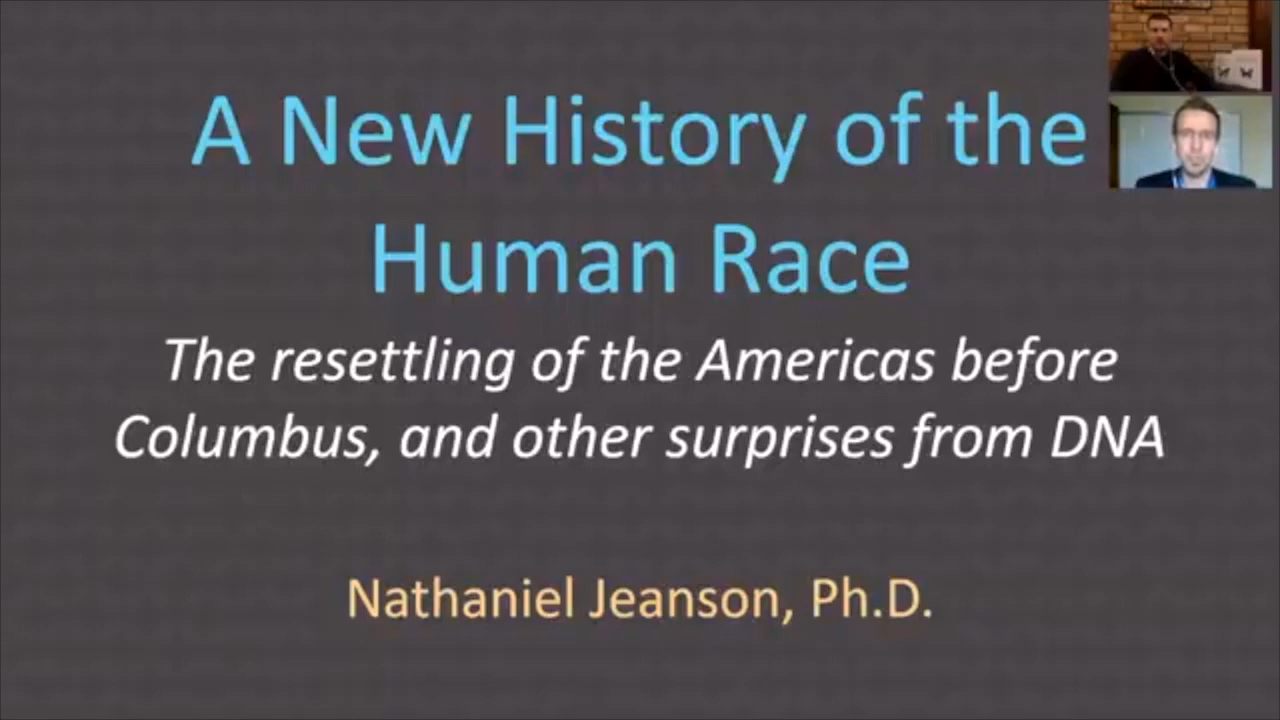 A New History of the
Human Race
The resettling of the Americas before
Columbus, and other surprises from DNA
Nathaniel Jeanson, Ph.D.